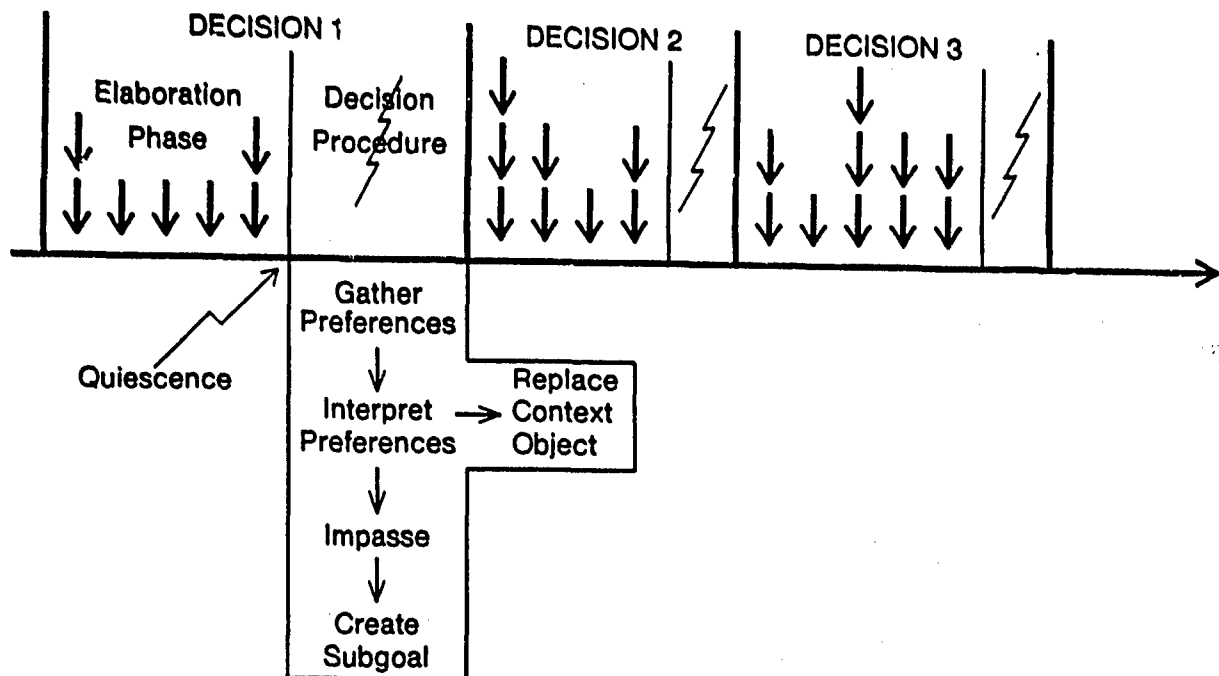 DECISION 1
DECISION 2
DECISION 3
Elaboration
Phase
Decision
Procedure
Quiescence
Gather
Preferences
Interpret
Preferences
Replace
Context
Object
Impasse
Create
Subgoal